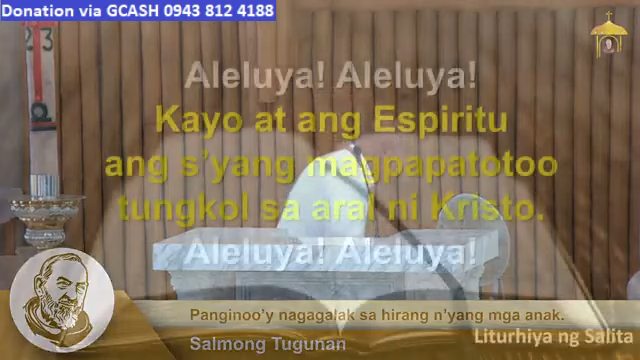 Donation via GCASH 0943 812 4188
23
Aleluya! Aleluya!
Kayo at ang Espiritu
ang s'yang magpapatotoo
tungkol sa aral ni Kristo.
Aleluya! Aleluya!
Panginoo'y nagagalak sa hirang n'yang mga anak.
Salmong Tugunan
Liturhiya ng Salita